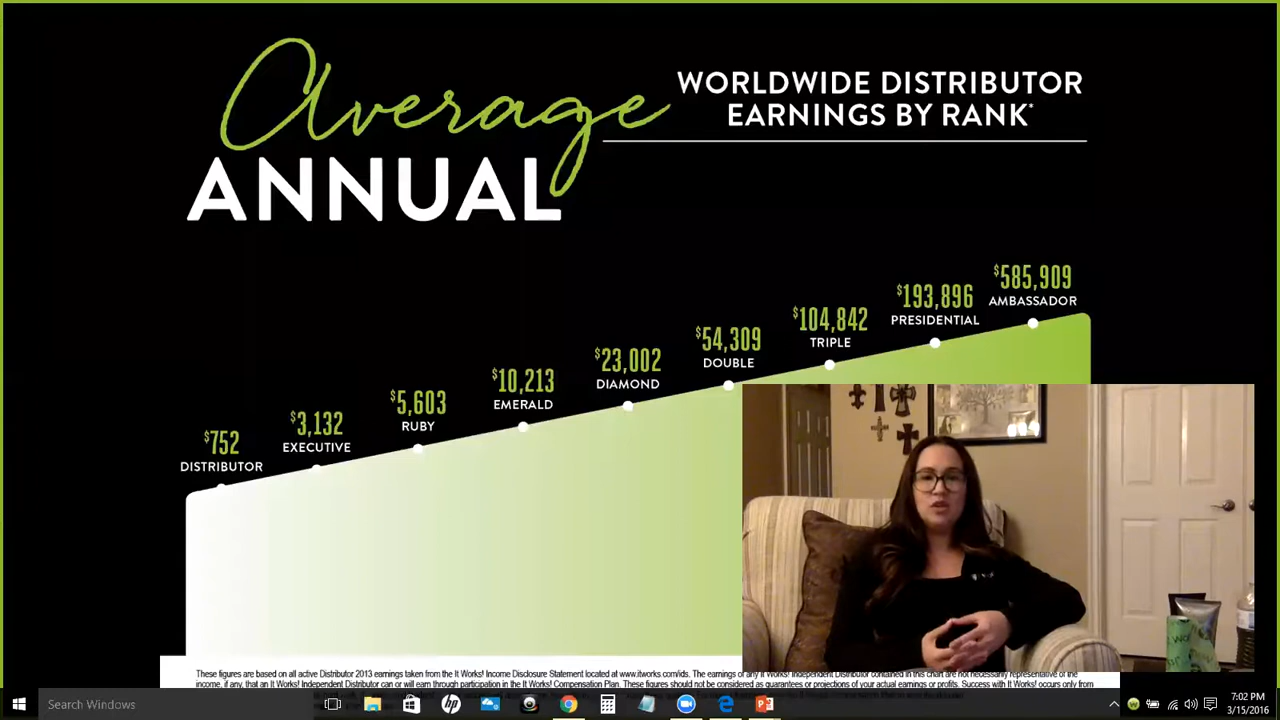 Average
WORLDWIDE DISTRIBUTOR
EARNINGS BY RANK*
ANNUAL
$585,909
AMBASSADOR
$193,896
PRESIDENTIAL
$104,842
TRIPLE
$54,309
DOUBLE
$23,002
DIAMOND
$10,213
EMERALD
$5,603
RUBY
$3,132
EXECUTIVE
$752
DISTRIBUTOR
These figures are based on all active Distributor 2013 earnings taken from the It Works! Income Disclosure Statement located at www.itworks.com/ids. The earnings of any It Works! Independent Distributor contained in this chart are not necessarily representative of the
income, if any, that an It Works! Independent Distributor can or will earn through participation in the It Works! Compensation Plan. These figures should not be considered as guarantees or projections of your actual earnings or profits. Success with It Works! occurs only from
Search Windows
hp
7:02 PM
3/15/2016